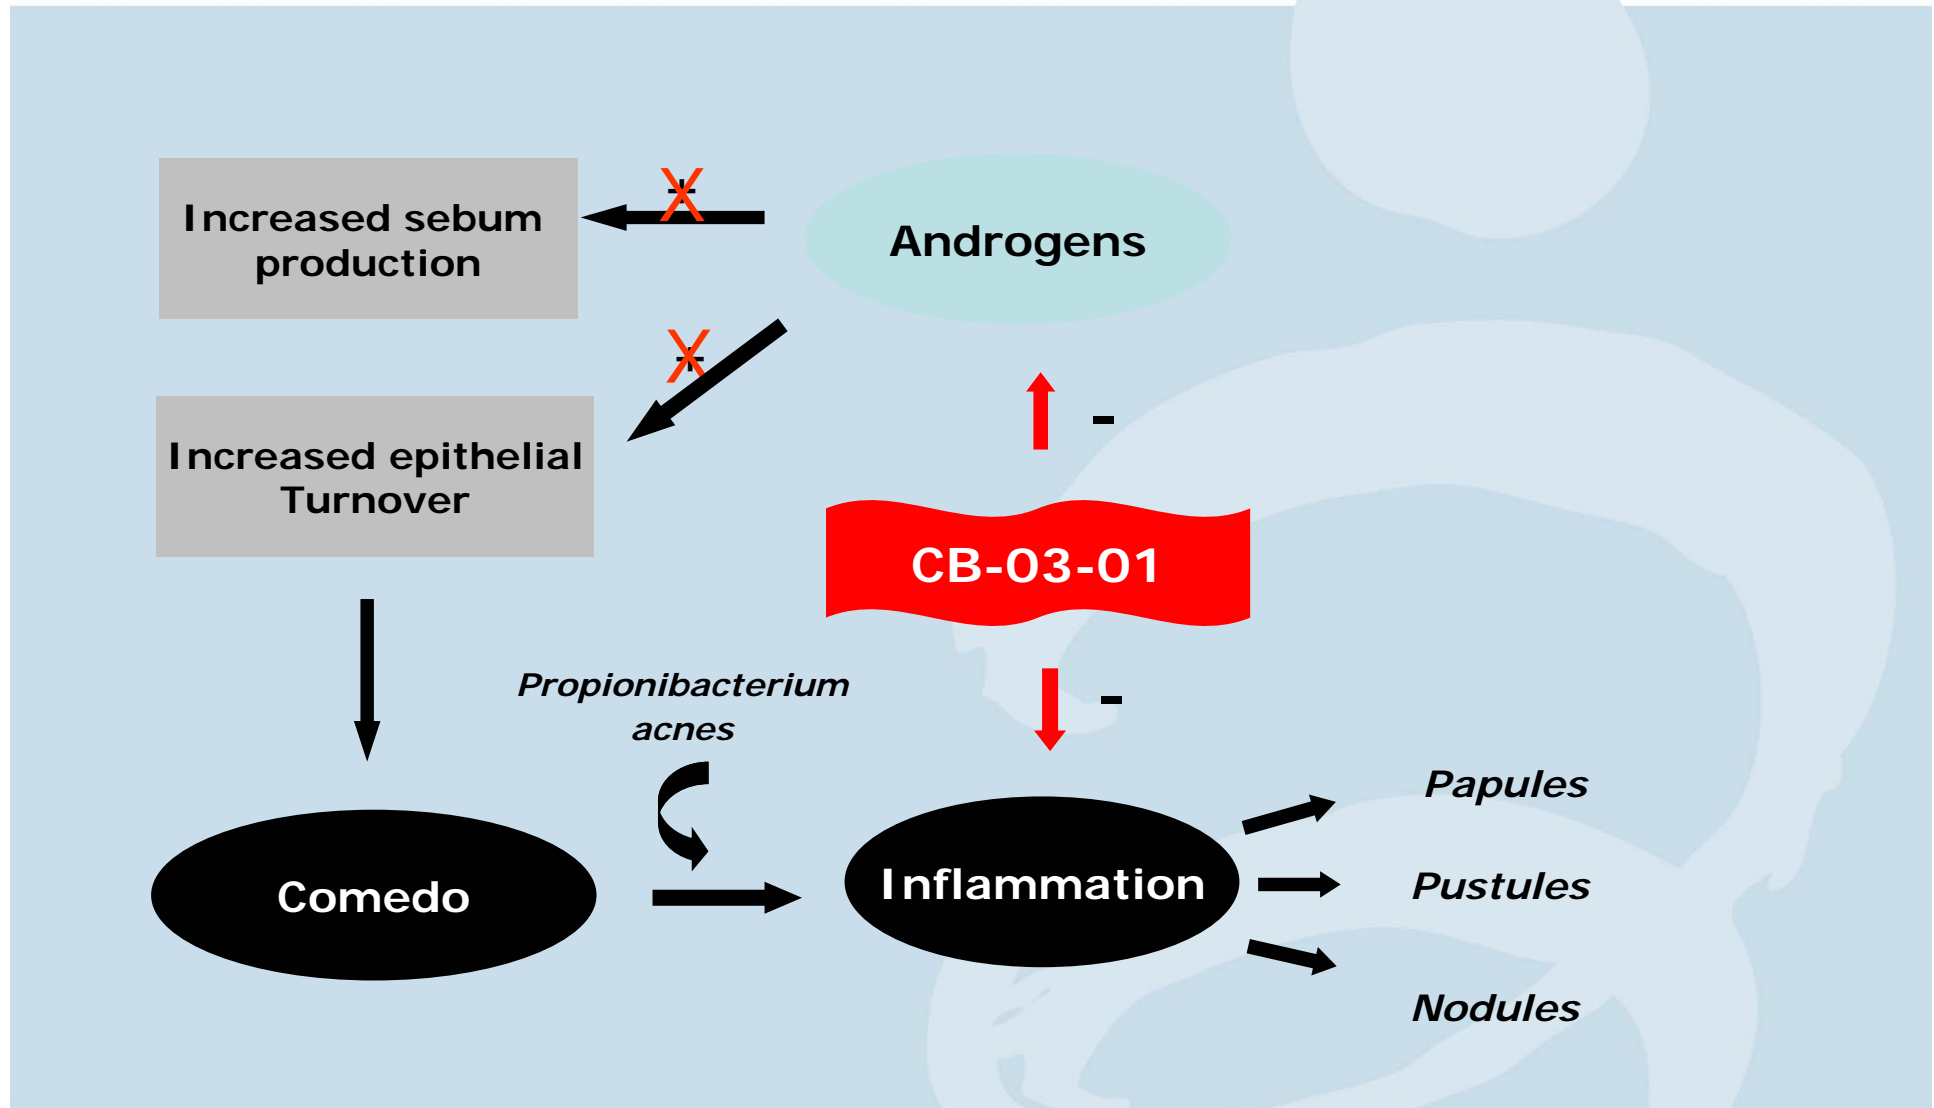 Increased sebum
production
X
+
Androgens
X
+
Increased epithelial
Turnover
-
CB-03-01
Propionibacterium
acnes
-
Comedo
Inflammation
Papules
Pustules
Nodules